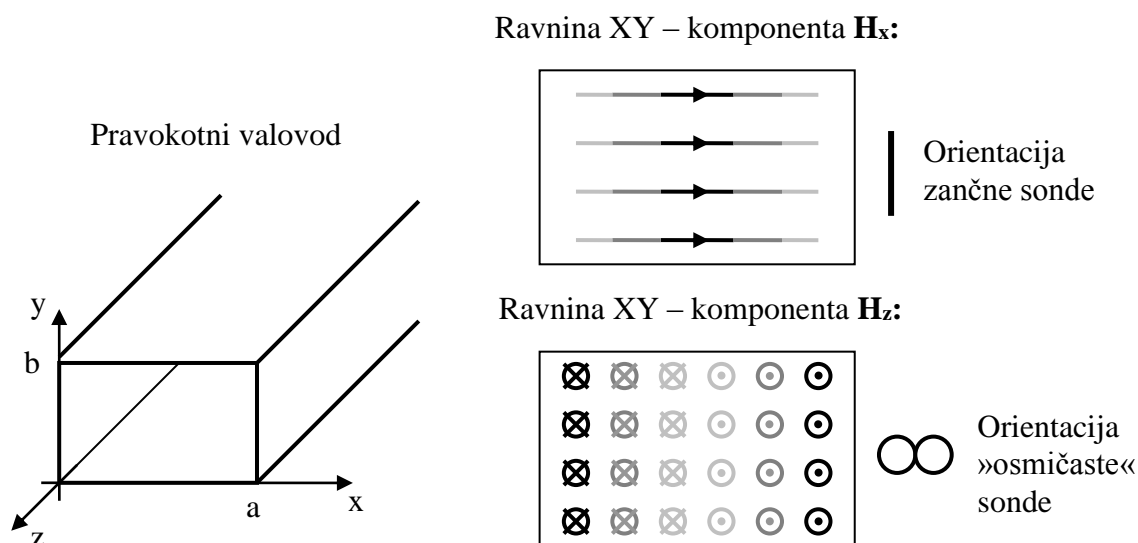 Ravnina XY – komponenta Hx:
Pravokotni valovod
Orientacija
zančne sonde
Ravnina XY – komponenta Hz:
y
b
Orientacija
»osmičaste«
sonde
x
a
z